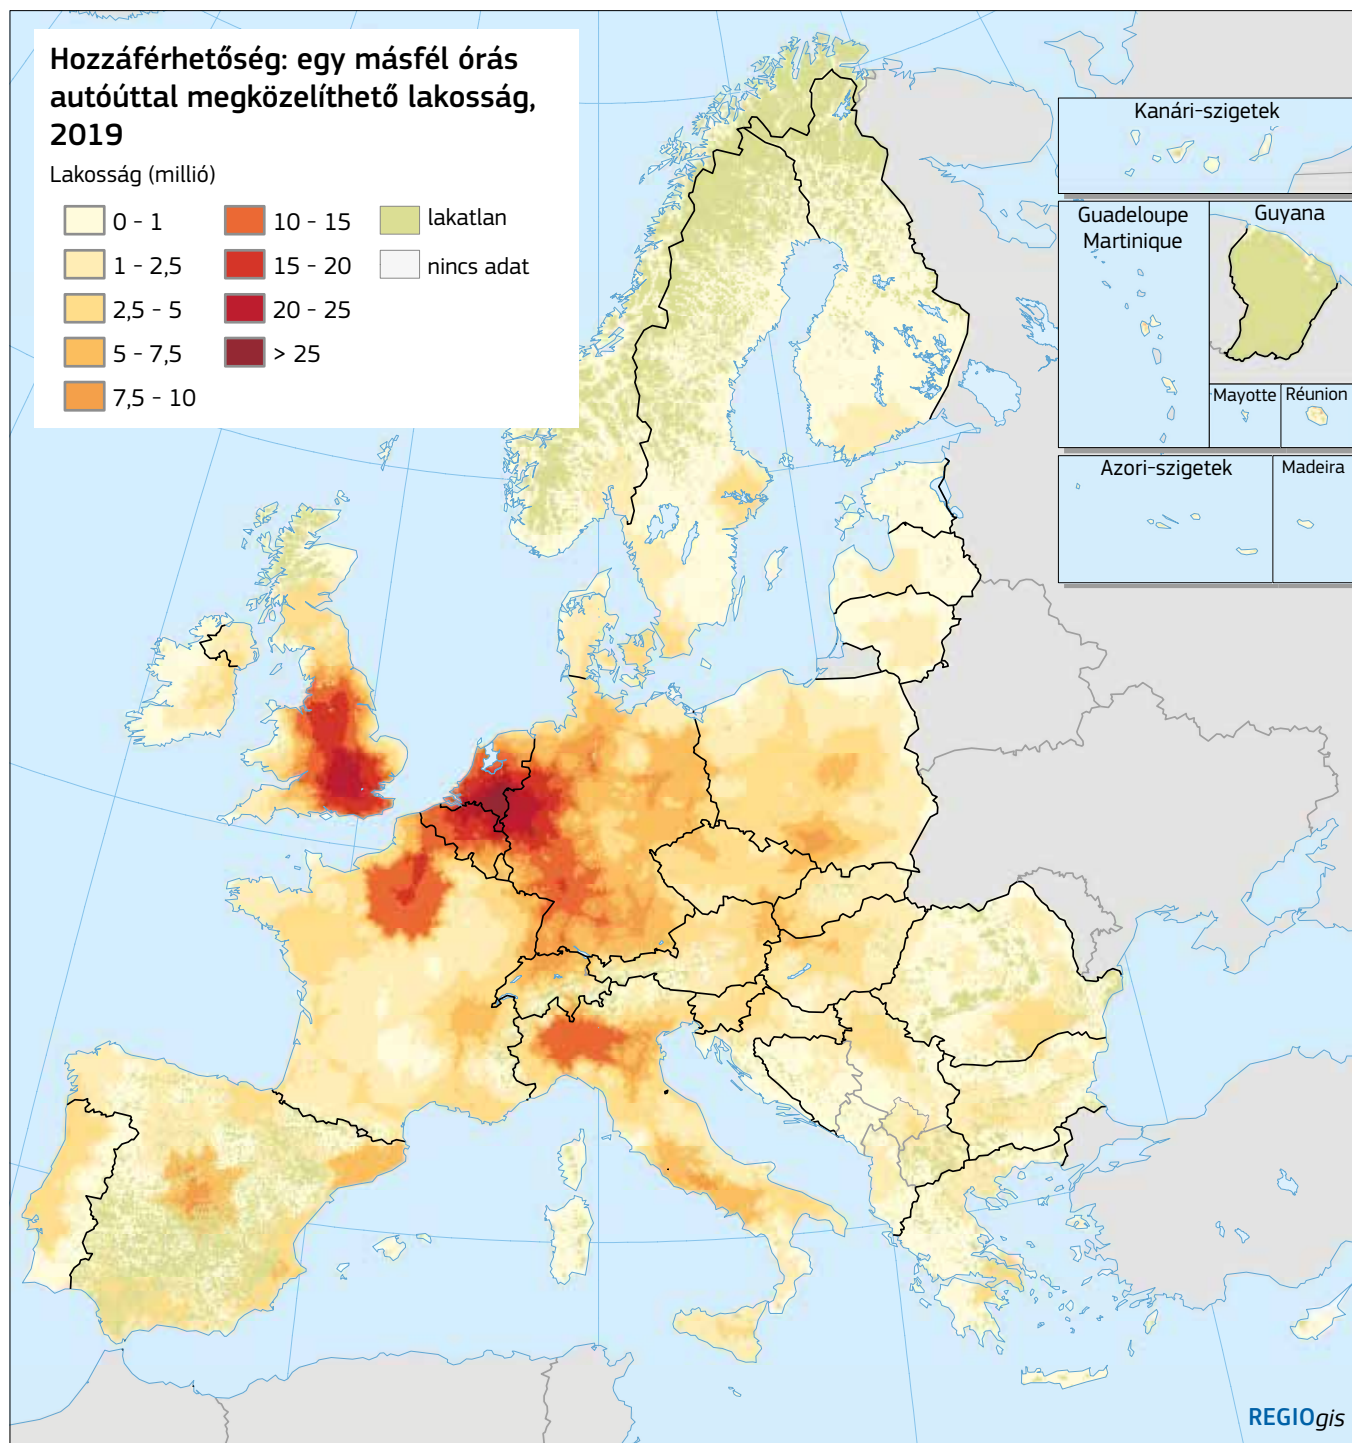 Hozzáférhetőség: egy másfél órás
autóúttal megközelíthető lakosság,
2019
Lakosság (millió)
0 - 1
1 - 2,5
2,5 - 5
5 - 7,5
7,5 - 10
10 - 15
15 - 20
20 - 25
> 25
lakatlan
nincs adat
Kanári-szigetek
Guadeloupe
Martinique
Guyana
Mayotte
Réunion
Azori-szigetek
Madeira
REGIOgis